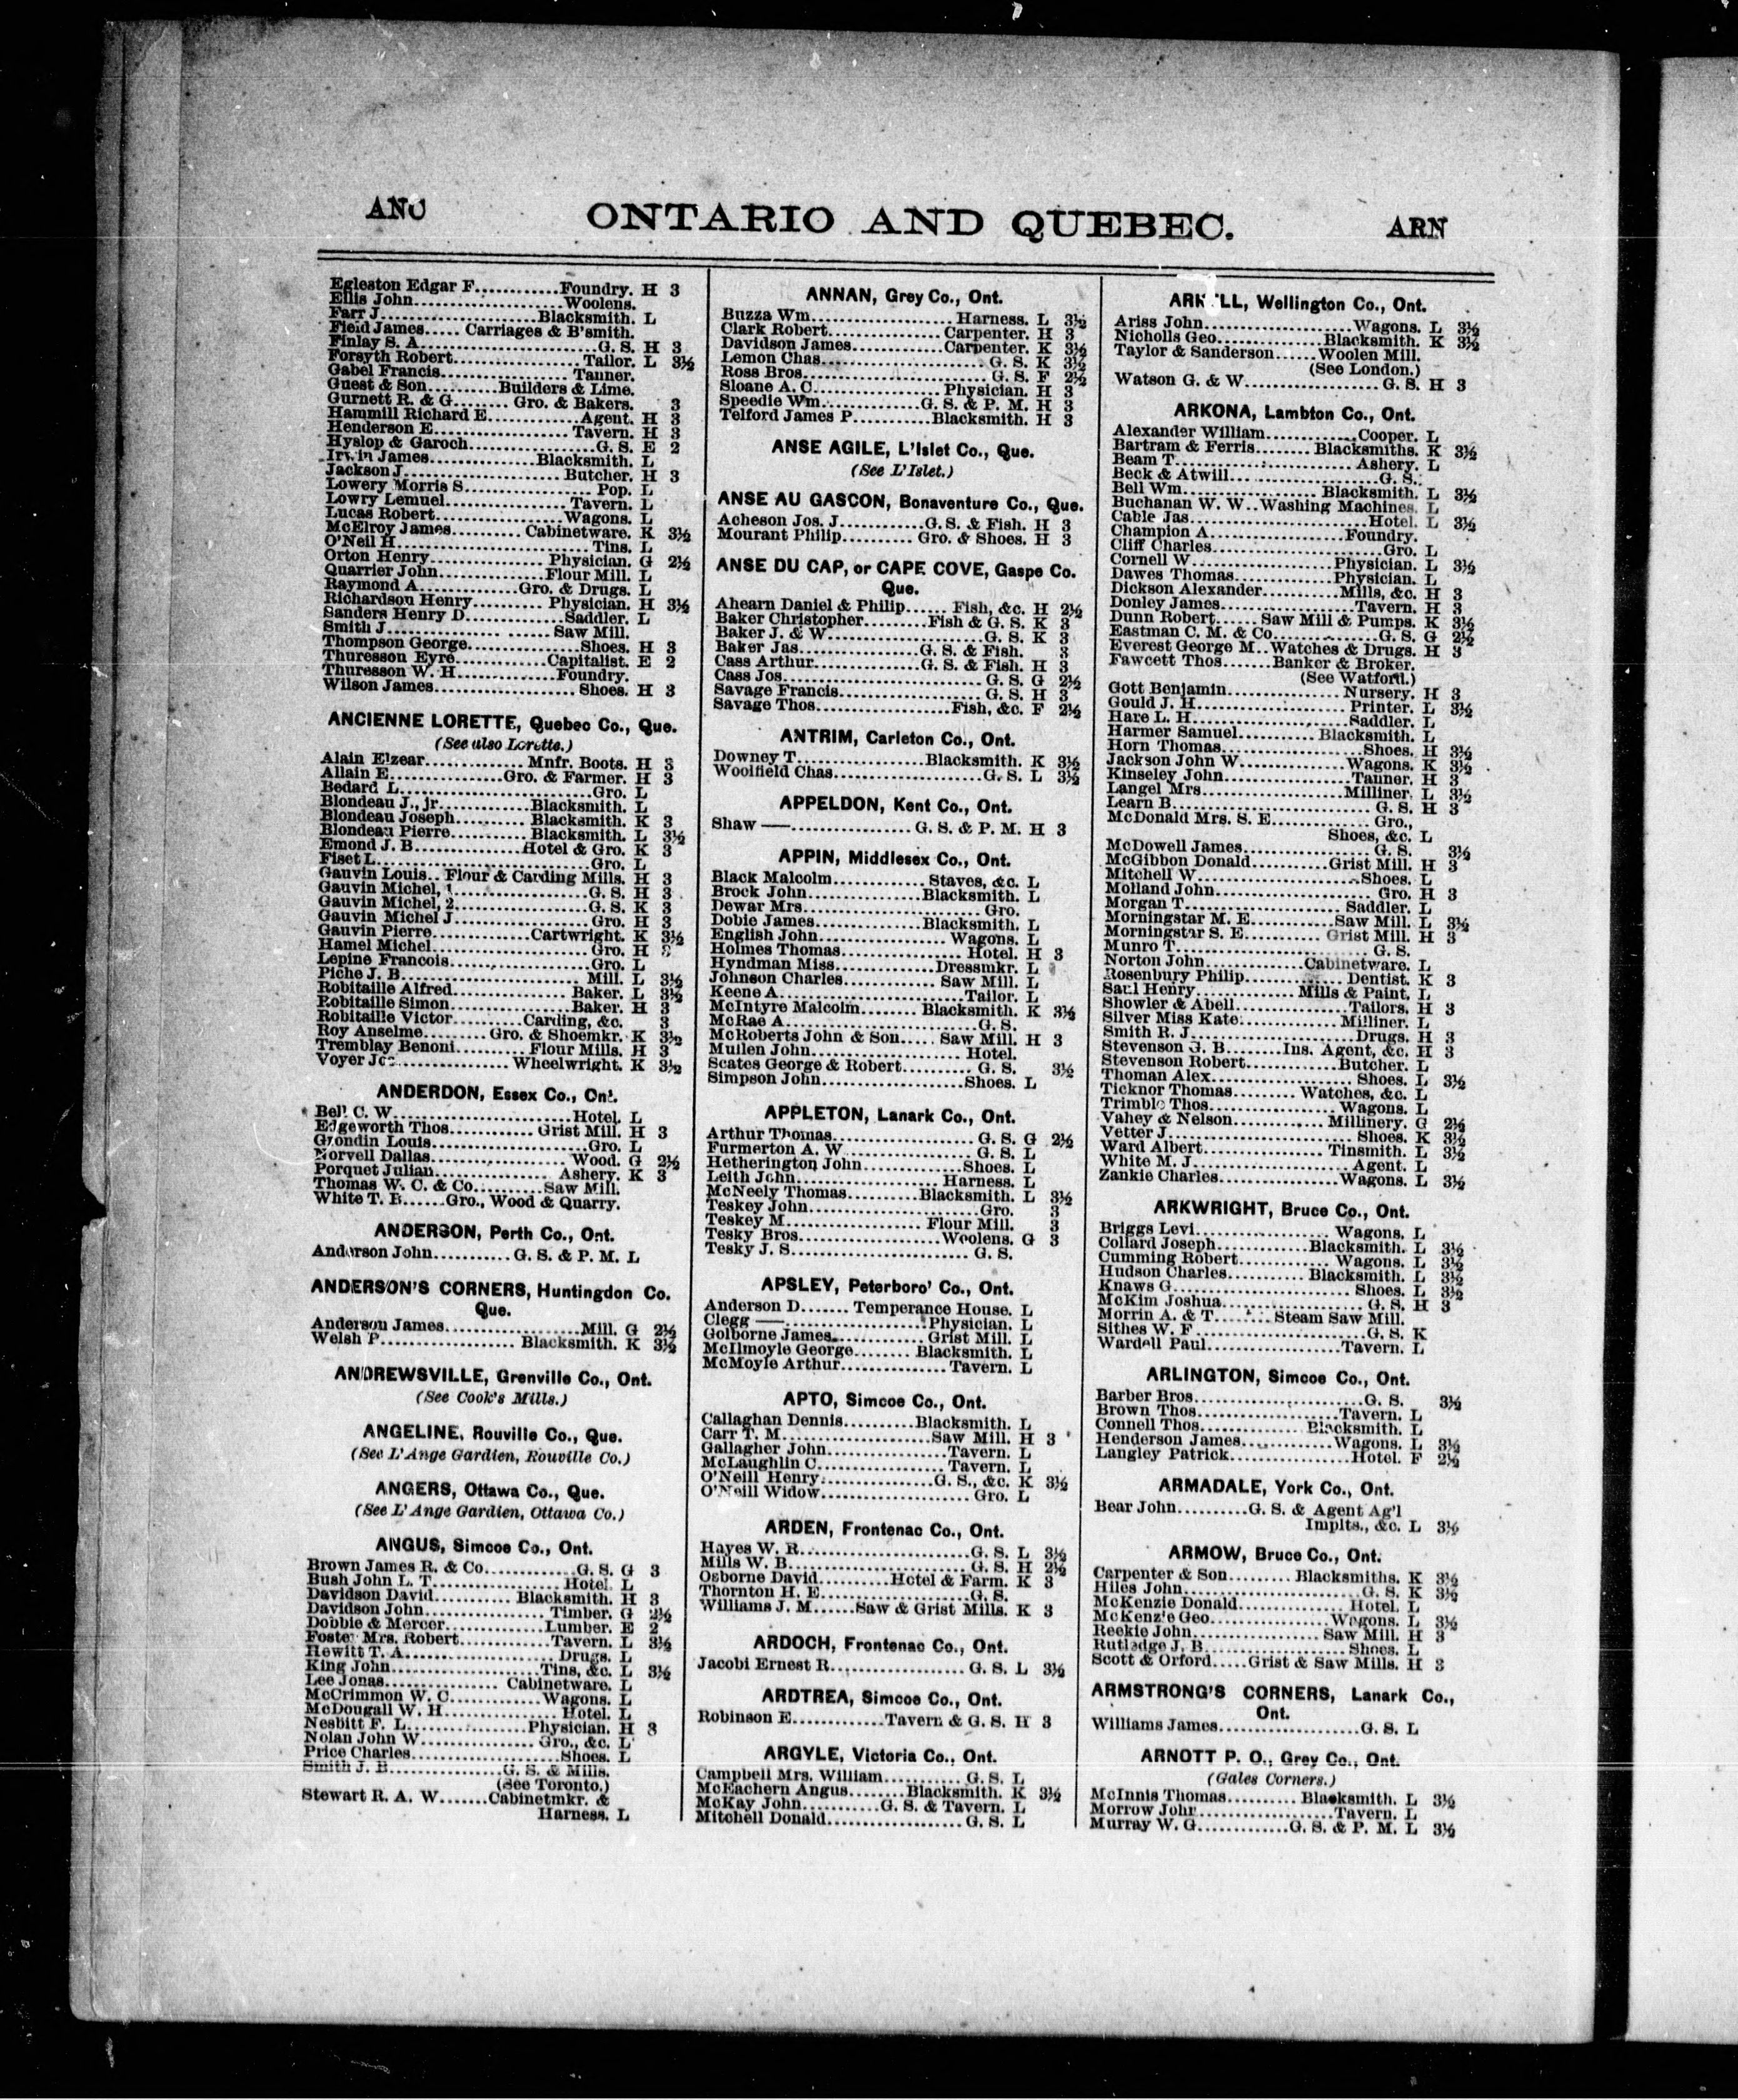 ANC
ONTARIO AND QUEBEC.
ARN
Egleston Edgar F............Foundry. H 3
Ellis John......................Woolens.
Farr J.......................Blacksmith. L
Field James..... Carriages & B'smith.
Finlay S. A..........................G. S. H 3
Forsyth Robert...................Tailor. L 3½
Gabel Francis....................Tanner.
Guest & Son..........Builders & Lime.
Gurnett R. & G........ Gro. & Bakers. 3
Hammill Richard E.............Agent. H 3
Henderson E....................Tavern. H 3
Hyslop & Garoch...................G. S. E 2
Irwin James................Blacksmith. L
Jackson J.......................Butcher. H 3
Lowery Morris S...................Pop. L
Lowry Lemuel..................Tavern. L
Lucas Robert...................Wagons. L
McElroy James.......... Cabinetware. K 3½
O'Neil H............................Tins. L
Orton Henry.................Physician. G 2½
Quarrier John................Flour Mill. L
Raymond A...............Gro. & Drugs. L
Richardson Henry.......... Physician. H 3½
Sanders Henry D..............Saddler. L
Smith J........................Saw Mill.
Thompson George................Shoes. H 3
Thuresson Eyre.............Capitalist. E 2
Thuresson W. H...............Foundry.
Wilson James.....................Shoes. H 3
ANCIENNE LORETTE, Quebec Co., Que.
(See also Lorette.)
Alain Elzear...............Mnfr. Boots. H 3
Allain E.................Gro. & Farmer. H 3
Bedard L............................Gro. L
Blondeau J., jr.............Blacksmith. L
Blondeau Joseph.......... Blacksmith. K 3
Blondeau Pierre........... Blacksmith. L 3½
Emond J. B................Hotel & Gro. K 3
Fiset L...............................Gro. L
Gauvin Louis.. Flour & Carding Mills. H 3
Gauvin Michel, 1....................G. S. H 3
Gauvin Michel, 2....................G. S. K 3
Gauvin Michel J.....................Gro. H 3
Gauvin Pierre...............Cartwright. K 3½
Hamel Michel.......................Gro. H 3
Lepine Francois.....................Gro. L
Piche J. B.......................... Mill. L 3½
Robitaille Alfred.................. Baker. L 3½
Robitaille Simon...................Baker. H 3
Robitaille Victor...........Carding, &c. 3
Roy Anselme......... Gro. & Shoemkr. K 3½
Tremblay Benoni...........Flour Mills. H 3
Voyer................... Wheelwright. K 3½
ANDERDON, Essex Co., Ont.
Bell C. W...........................Hotel. L
Edgeworth Thos............ Grist Mill. H 3
Grondin Louis.......................Gro. L
Norvell Dallas.....................Wood. G 2½
Porquet Julian................... Ashery. K 3
Thomas W. C. & Co..........Saw Mill.
White T. B......Gro., Wood & Quarry.
ANDERSON, Perth Co., Ont.
Anderson John........... G. S. & P. M. L
ANDERSON'S CORNERS, Huntingdon Co.
Que.
Anderson James....................Mill. G 2½
Welsh P.................... Blacksmith. K 3½
ANDREWSVILLE, Grenville Co., Ont.
(See Cook's Mills.)
ANGELINE, Rouville Co., Que.
(See L'Ange Gardien, Rouville Co.)
ANGERS, Ottawa Co., Que.
(See L'Ange Gardien, Ottawa Co.)
ANGUS, Simcoe Co., Ont.
Brown James R. & Co.............G. S. G 3
Bush John L. T.................... Hotel. L
Davidson David............ Blacksmith. H 3
Davidson John................... Timber. G 2½
Dobbie & Mercer................Lumber. E 2
Foster Mrs. Robert..............Tavern. L 3½
Hewitt T. A....................... Drugs. L
King John.......................Tins, &c. L 3½
Lee Jonas................. Cabinetware. L
McCrimmon W. C...............Wagons. L
McDougall W. H...................Hotel. L
Nesbitt F. L...................Physician. H 3
Nolan John W.................. Gro., &c. L
Price Charles.......................Shoes. L
Smith J. B..................G. S. & Mills.
(See Toronto.)
Stewart R. A. W.......Cabinetmkr. &
Harness. L
ANNAN, Grey Co., Ont.
Buzza Wm...................... Harness. L 3½
Clark Robert..................Carpenter. H 3
Davidson James..............Carpenter. K 3½
Lemon Chas..........................G. S. K 3½
Ross Bros............................G. S. F 2½
Sloane A. C....................Physician. H 3
Speedie Wm...............G. S. & P. M. H 3
Telford James P.............Blacksmith. H 3
ANSE AGILE, L'Islet Co., Que.
(See L'Islet.)
ANSE AU GASCON, Bonaventure Co., Que.
Acheson Jos. J............G. S. & Fish. H 3
Mourant Philip.......... Gro. & Shoes. H 3
ANSE DU CAP, or CAPE COVE, Gaspe Co.
Que.
Ahearn Daniel & Philip...... Fish, &c. H 2½
Baker Christopher.........Fish & G. S. K 3
Baker J. & W........................G. S. K 3
Baker Jas..................G. S. & Fish. 3
Cass Arthur................G. S. & Fish. H 3
Cass Jos..............................G. S. G 2½
Savage Francis......................G. S. H 3
Savage Thos....................Fish, &c. F 2½
ANTRIM, Carleton Co., Ont.
Downey T....................Blacksmith. K 3½
Woolfield Chas......................G. S. L 3½
APPELDON, Kent Co., Ont.
Shaw —.................. G. S. & P. M. H 3
APPIN, Middlesex Co., Ont.
Black Malcolm............. Staves, &c. L
Brock John.................Blacksmith. L
Dewar Mrs...........................Gro.
Dobie James................Blacksmith. L
English John................... Wagons. L
Holmes Thomas...................Hotel. H 3
Hyndman Miss...............Dressmkr. L
Johnson Charles.............. Saw Mill. L
Keene A............................Tailor. L
McIntyre Malcolm......... Blacksmith. K 3½
McRae A............................G. S.
McRoberts John & Son..... Saw Mill. H 3
Mullen John.......................Hotel.
Scates George & Robert.......... G. S. 3½
Simpson John.....................Shoes. L
APPLETON, Lanark Co., Ont.
Arthur Thomas..................... G. S. G 2½
Furmerton A. W................... G. S. L
Hetherington John...............Shoes. L
Leith John..................... Harness. L
McNeely Thomas...........Blacksmith. L 3½
Teskey John.........................Gro. 3
Teskey M.................... Flour Mill. 3
Tesky Bros.....................Woolens. G 3
Tesky J. S.......................... G. S.
APSLEY, Peterboro' Co., Ont.
Anderson D....... Temperance House. L
Clegg —.....................Physician. L
Golborne James.............. Grist Mill. L
McIlmoyle George........ Blacksmith. L
McMoyle Arthur................Tavern. L
APTO, Simcoe Co., Ont.
Callaghan Dennis..........Blacksmith. L
Carr T. M.......................Saw Mill. H 3
Gallagher John..................Tavern. L
McLaughlin C................... Tavern. L
O'Neill Henry.................G. S., &c. K 3½
O'Neill Widow...................... Gro. L
ARDEN, Frontenac Co., Ont.
Hayes W. R..........................G. S. L 3½
Mills W. B...........................G. S. H 2½
Osborne David...........Hotel & Farm. K 3
Thornton H. E......................G. S.
Williams J. M......Saw & Grist Mills. K 3
ARDOCH, Frontenac Co., Ont.
Jacobi Ernest R.................... G. S. L 3½
ARDTREA, Simcoe Co., Ont.
Robinson E.............Tavern & G. S. H 3
ARGYLE, Victoria Co., Ont.
Campbell Mrs. William........... G. S. L
McEachern Angus........Blacksmith. K 3½
McKay John...........G. S. & Tavern. L
Mitchell Donald.................... G. S. L
ARKELL, Wellington Co., Ont.
Ariss John......................Wagons. L 3½
Nicholls Geo................Blacksmith. K 3½
Taylor & Sanderson......Woolen Mill.
(See London.)
Watson G. & W....................G. S. H 3
ARKONA, Lambton Co., Ont.
Alexander William..............Cooper. L
Bartram & Ferris........ Blacksmiths. K 3½
Beam T.......................... Ashery. L
Beck & Atwill.......................G. S.
Bell Wm.....................Blacksmith. L 3½
Buchanan W. W..Washing Machines. L
Cable Jas...........................Hotel. L 3½
Champion A.....................Foundry.
Cliff Charles.........................Gro. L
Cornell W.....................Physician. L 3½
Dawes Thomas...............Physician. L
Dickson Alexander............Mills, &c. H 3
Donley James....................Tavern. H 3
Dunn Robert.......Saw Mill & Pumps. K 3½
Eastman C. M. & Co...............G. S. G 2½
Everest George M..Watches & Drugs. H 3
Fawcett Thos.......Banker & Broker.
(See Watford.)
Gott Benjamin..................Nursery. H 3
Gould J. H.......................Printer. L 3½
Hare L. H........................Saddler. L
Harmer Samuel........... Blacksmith. L
Horn Thomas.....................Shoes. H 3½
Jackson John W................Wagons. K 3½
Kinseley John....................Tanner. H 3
Langel Mrs.....................Milliner. L 3½
Learn B.............................. G. S. H 3
McDonald Mrs. S. E...............Gro.,
Shoes, &c. L
McDowell James....................G. S. 3½
McGibbon Donald...........Grist Mill. H 3
Mitchell W.........................Shoes. L
Molland John........................Gro. H 3
Morgan T.......................Saddler. L
Morningstar M. E............Saw Mill. L 3½
Morningstar S. E............ Grist Mill. H 3
Munro T............................. G. S.
Norton John..............Cabinetware. L
Rosenbury Philip............... Dentist. K 3
Saul Henry............. Mills & Paint. L
Showler & Abell..................Tailors. H 3
Silver Miss Kate................Milliner. L
Smith R. J.........................Drugs. H 3
Stevenson G. B........Ins. Agent, &c. H 3
Stevenson Robert..............Butcher. L
Thoman Alex......................Shoes. L 3½
Ticknor Thomas......... Watches, &c. L
Trimble Thos.................. Wagons. L
Vahey & Nelson..............Millinery. G 2½
Vetter J............................ Shoes. K 3½
Ward Albert..................Tinsmith. L 3½
White M. J........................Agent. L
Zankie Charles..................Wagons. L 3½
ARKWRIGHT, Bruce Co., Ont.
Briggs Levi.................... Wagons. L
Collard Joseph..............Blacksmith. L 3½
Cumming Robert............. Wagons. L 3½
Hudson Charles........... Blacksmith. L 3½
Knaws G.......................... Shoes. L 3½
McKim Joshua......................G. S. H 3
Morrin A. & T.........Steam Saw Mill.
Sithes W. F..........................G. S. K
Wardell Paul....................Tavern. L
ARLINGTON, Simcoe Co., Ont.
Barber Bros.........................G. S. 3½
Brown Thos.....................Tavern. L
Connell Thos............... Blacksmith. L
Henderson James..............Wagons. L 3½
Langley Patrick...................Hotel. F 2½
ARMADALE, York Co., Ont.
Bear John..........G. S. & Agent Ag'l
Implts., &c. L 3½
ARMOW, Bruce Co., Ont.
Carpenter & Son..........Blacksmiths. K 3½
Hiles John...........................G. S. K 3½
McKenzie Donald................Hotel. L
McKenzie Geo..................Wagons. L 3½
Reekie John................... Saw Mill. H 3
Rutledge J. B......................Shoes. L
Scott & Orford.....Grist & Saw Mills. H 3
ARMSTRONG'S CORNERS, Lanark Co.,
Ont.
Williams James.....................G. S. L
ARNOTT P. O., Grey Co., Ont.
(Gales Corners.)
McInnis Thomas...........Blacksmith. L 3½
Morrow John....................Tavern. L
Murray W. G..............G. S. & P. M. L 3½